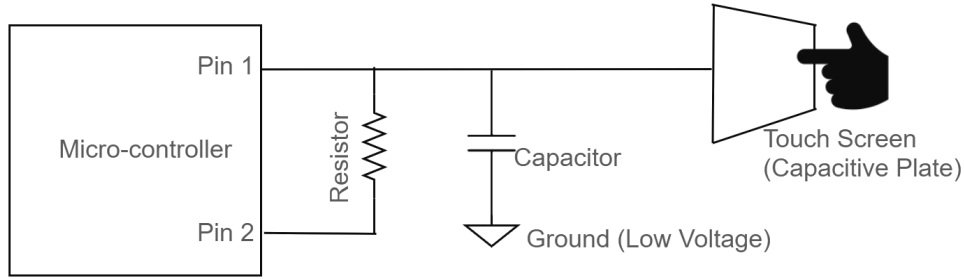 Pin 1
Micro-controller
Resistor
Capacitor
Touch Screen
(Capacitive Plate)
Pin 2
Ground (Low Voltage)